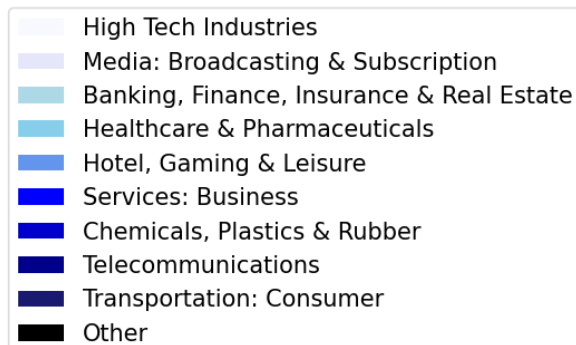 High Tech Industries
Media: Broadcasting & Subscription
Banking, Finance, Insurance & Real Estate
Healthcare & Pharmaceuticals
Hotel, Gaming & Leisure
Services: Business
Chemicals, Plastics & Rubber
Telecommunications
Transportation: Consumer
Other